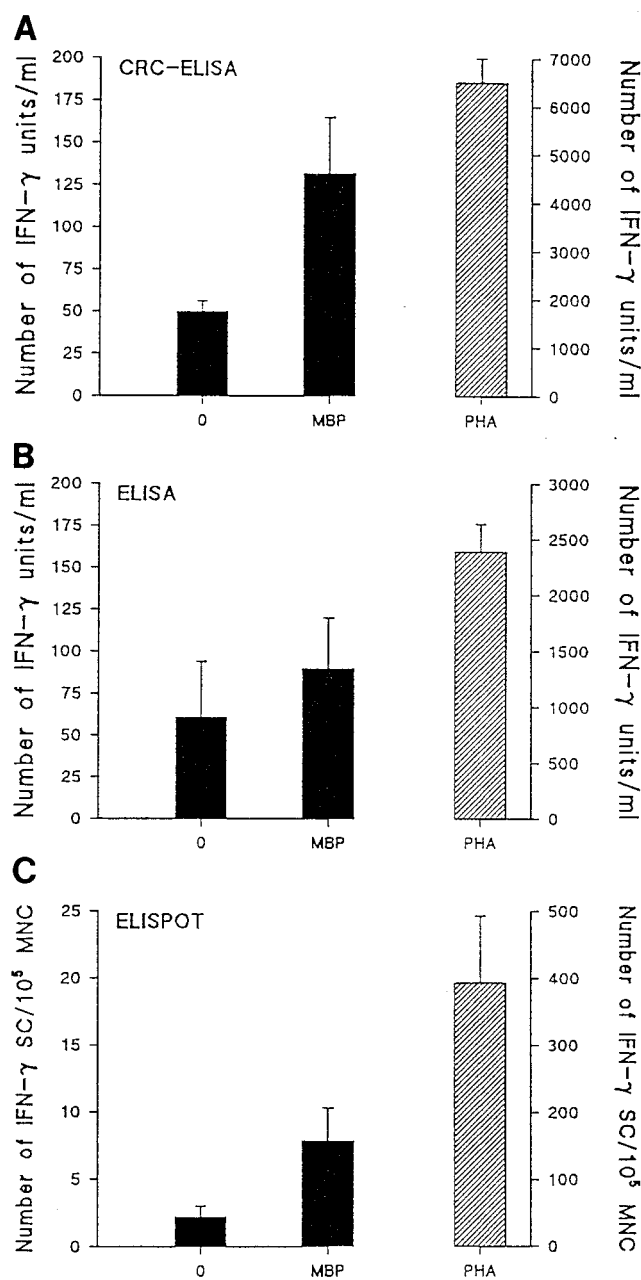 A
CRC-ELISA
Number of IFN-γ units/ml
200
175
150
125
100
75
50
25
0
0
MBP
PHA
7000
6000
5000
4000
3000
2000
1000
0
Number of IFN-γ units/ml
B
ELISA
Number of IFN-γ units/ml
200
175
150
125
100
75
50
25
0
0
MBP
PHA
3000
2500
2000
1500
1000
500
0
Number of IFN-γ units/ml
C
ELISPOT
Number of IFN-γ SC/10⁵ MNC
25
20
15
10
5
0
0
MBP
PHA
500
400
300
200
100
0
Number of IFN-γ SC/10⁵ MNC